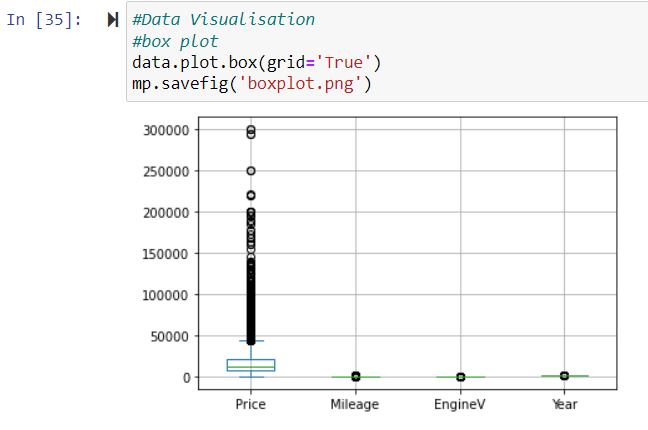 In [35]:
#Data Visualisation
#box plot
data.plot.box(grid='True')
mp.savefig('boxplot.png')
300000
250000
200000
150000
100000
50000
0
Price Mileage EngineV Year